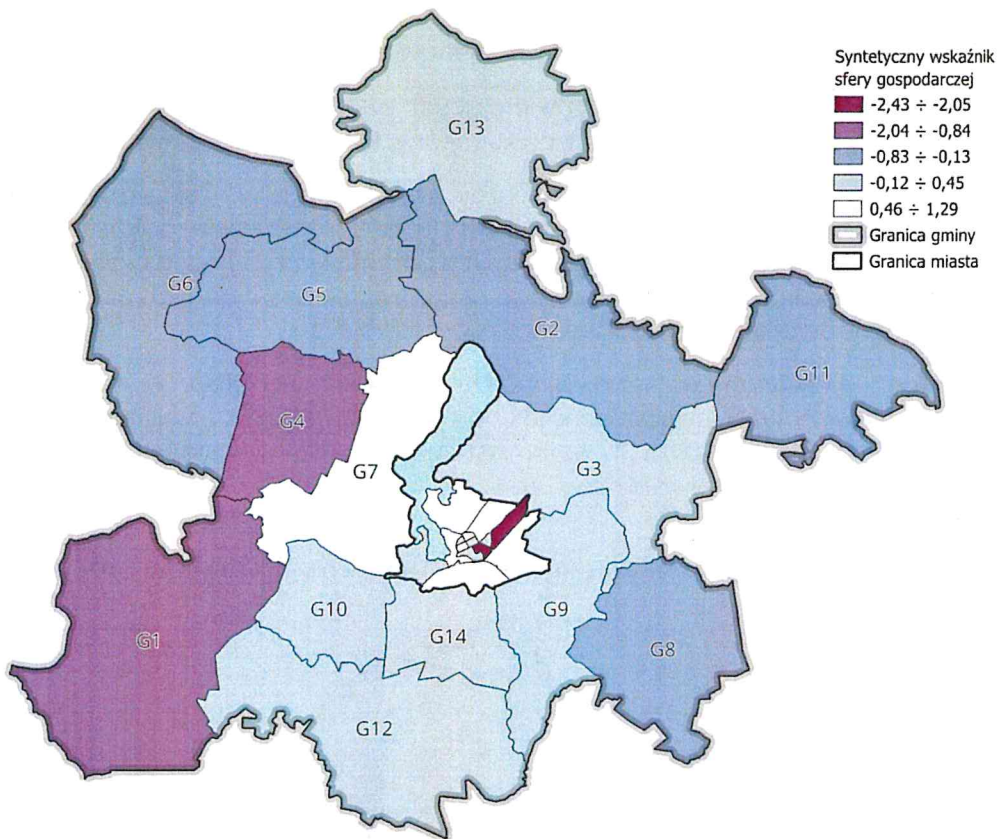 Syntetyczny wskaźnik
sfery gospodarczej
-2,43 ÷ -2,05
-2,04 ÷ -0,84
-0,83 ÷ -0,13
-0,12 ÷ 0,45
0,46 ÷ 1,29
Granica gminy
Granica miasta
G13
G6
G5
G2
G11
G4
G7
G3
G10
G14
G9
G1
G8
G12